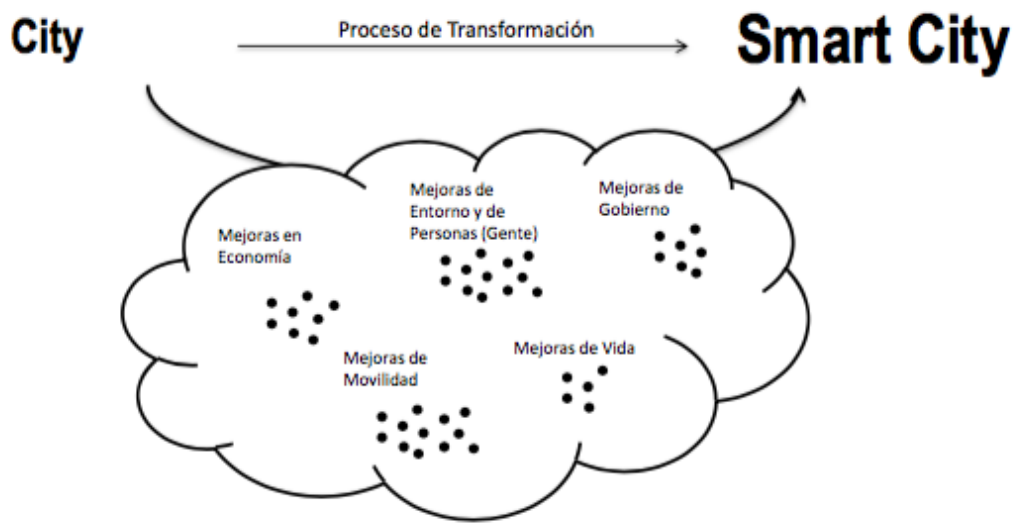 City
Proceso de Transformación
Smart City
Mejoras en
Economía
Mejoras de
Entorno y de
Personas (Gente)
Mejoras de
Gobierno
Mejoras de
Movilidad
Mejoras de Vida